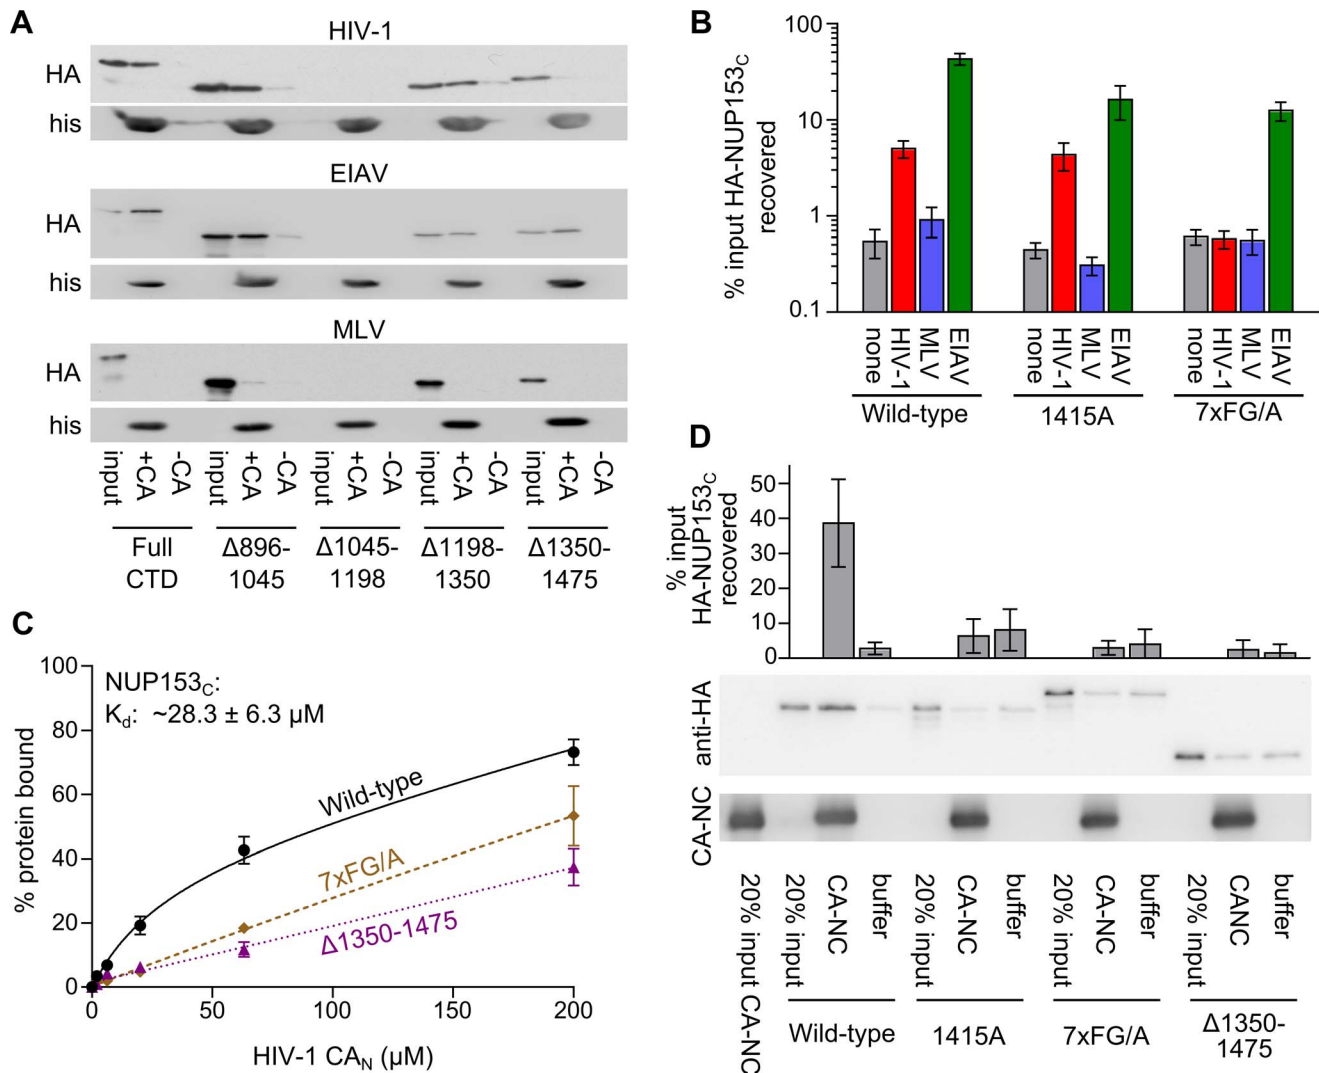 A
HIV-1
HA
his
EIAV
HA
his
MLV
HA
his
input +CA -CA input +CA -CA input +CA -CA input +CA -CA input +CA -CA
Full CTD
Δ896-1045
Δ1045-1198
Δ1198-1350
Δ1350-1475
B
% input HA-NUP153C
recovered
100
10
1
0.1
none HIV-1 MLV EIAV none HIV-1 MLV EIAV none HIV-1 MLV EIAV
Wild-type 1415A 7xFG/A
C
% protein bound
100
80
60
40
20
0
NUP153C:
Kd: ~28.3 ± 6.3 μM
Wild-type
7xFG/A
Δ1350-1475
0 50 100 150 200
HIV-1 CAN (μM)
D
% input
HA-NUP153C
recovered
50
40
30
20
10
0
anti-HA
CA-NC
20% input CA-NC 20% input CA-NC buffer 20% input CA-NC buffer 20% input CA-NC buffer 20% input CANC buffer
Wild-type 1415A 7xFG/A Δ1350-
1475